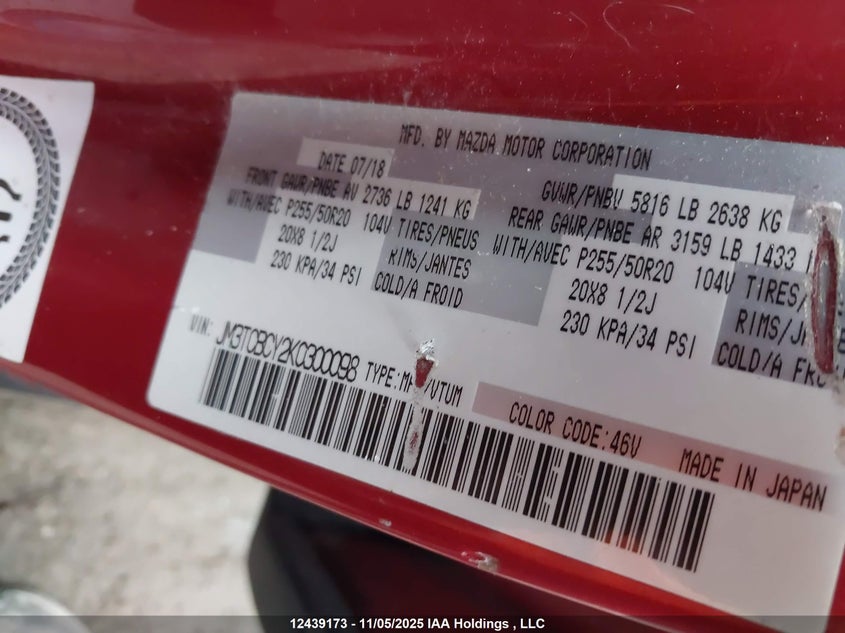 MFD. BY MAZDA MOTOR CORPORATION
DATE 07/18
GVWR/PNBV 5816 LB 2638 KG
FRONT GAWR/PNBE AV 2736 LB 1241 KG
REAR GAWR/PNBE AR 3159 LB 1433
WITH/AVEC P255/50R20 104V TIRES/PNEUS
WITH/AVEC P255/50R20 104V TIRES/
20X8 1/2J RIMS/JANTES
20X8 1/2J
230 KPA/34 PSI COLD/A FROID
230 KPA/34 PSI COLD/A
VIN: JM3TCBCY2K0300098 TYPE:
COLOR CODE:46V
MADE IN JAPAN
12439173 - 11/05/2025 IAA Holdings , LLC